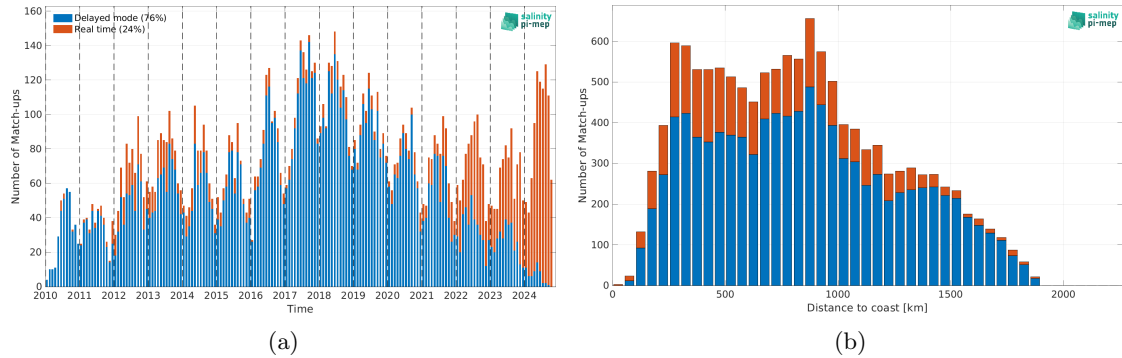 Delayed mode (76%)
Real time (24%)
salinity
pi-mep
Number of Match-ups
160
140
120
100
80
60
40
20
0
2010 2011 2012 2013 2014 2015 2016 2017 2018 2019 2020 2021 2022 2023 2024
Time
(a)
salinity
pi-mep
Number of Match-ups
600
500
400
300
200
100
0
0 500 1000 1500 2000
Distance to coast [km]
(b)